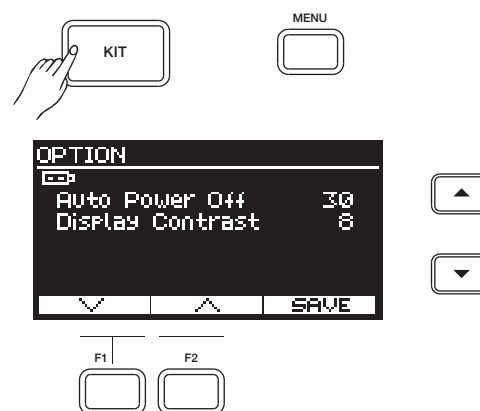 MENU
KIT
OPTION
Auto Power Off 30
Display Contrast 8
SAVE
F1 F2